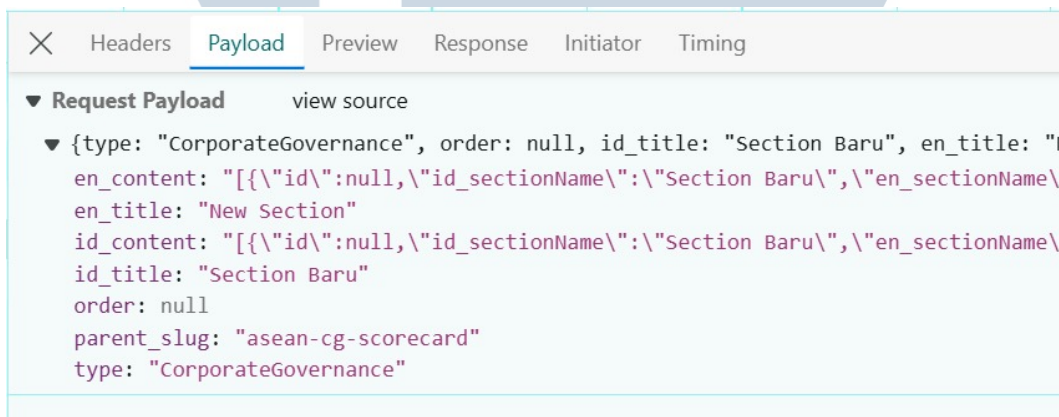 Headers Payload Preview Response Initiator Timing
Request Payload view source
{type: "CorporateGovernance", order: null, id_title: "Section Baru", en_title: "
en_content: "[{\"id\":null,\"id_sectionName\":\"Section Baru\",\"en_sectionName\
en_title: "New Section"
id_content: "[{\"id\":null,\"id_sectionName\":\"Section Baru\",\"en_sectionName\
id_title: "Section Baru"
order: null
parent_slug: "asean-cg-scorecard"
type: "CorporateGovernance"